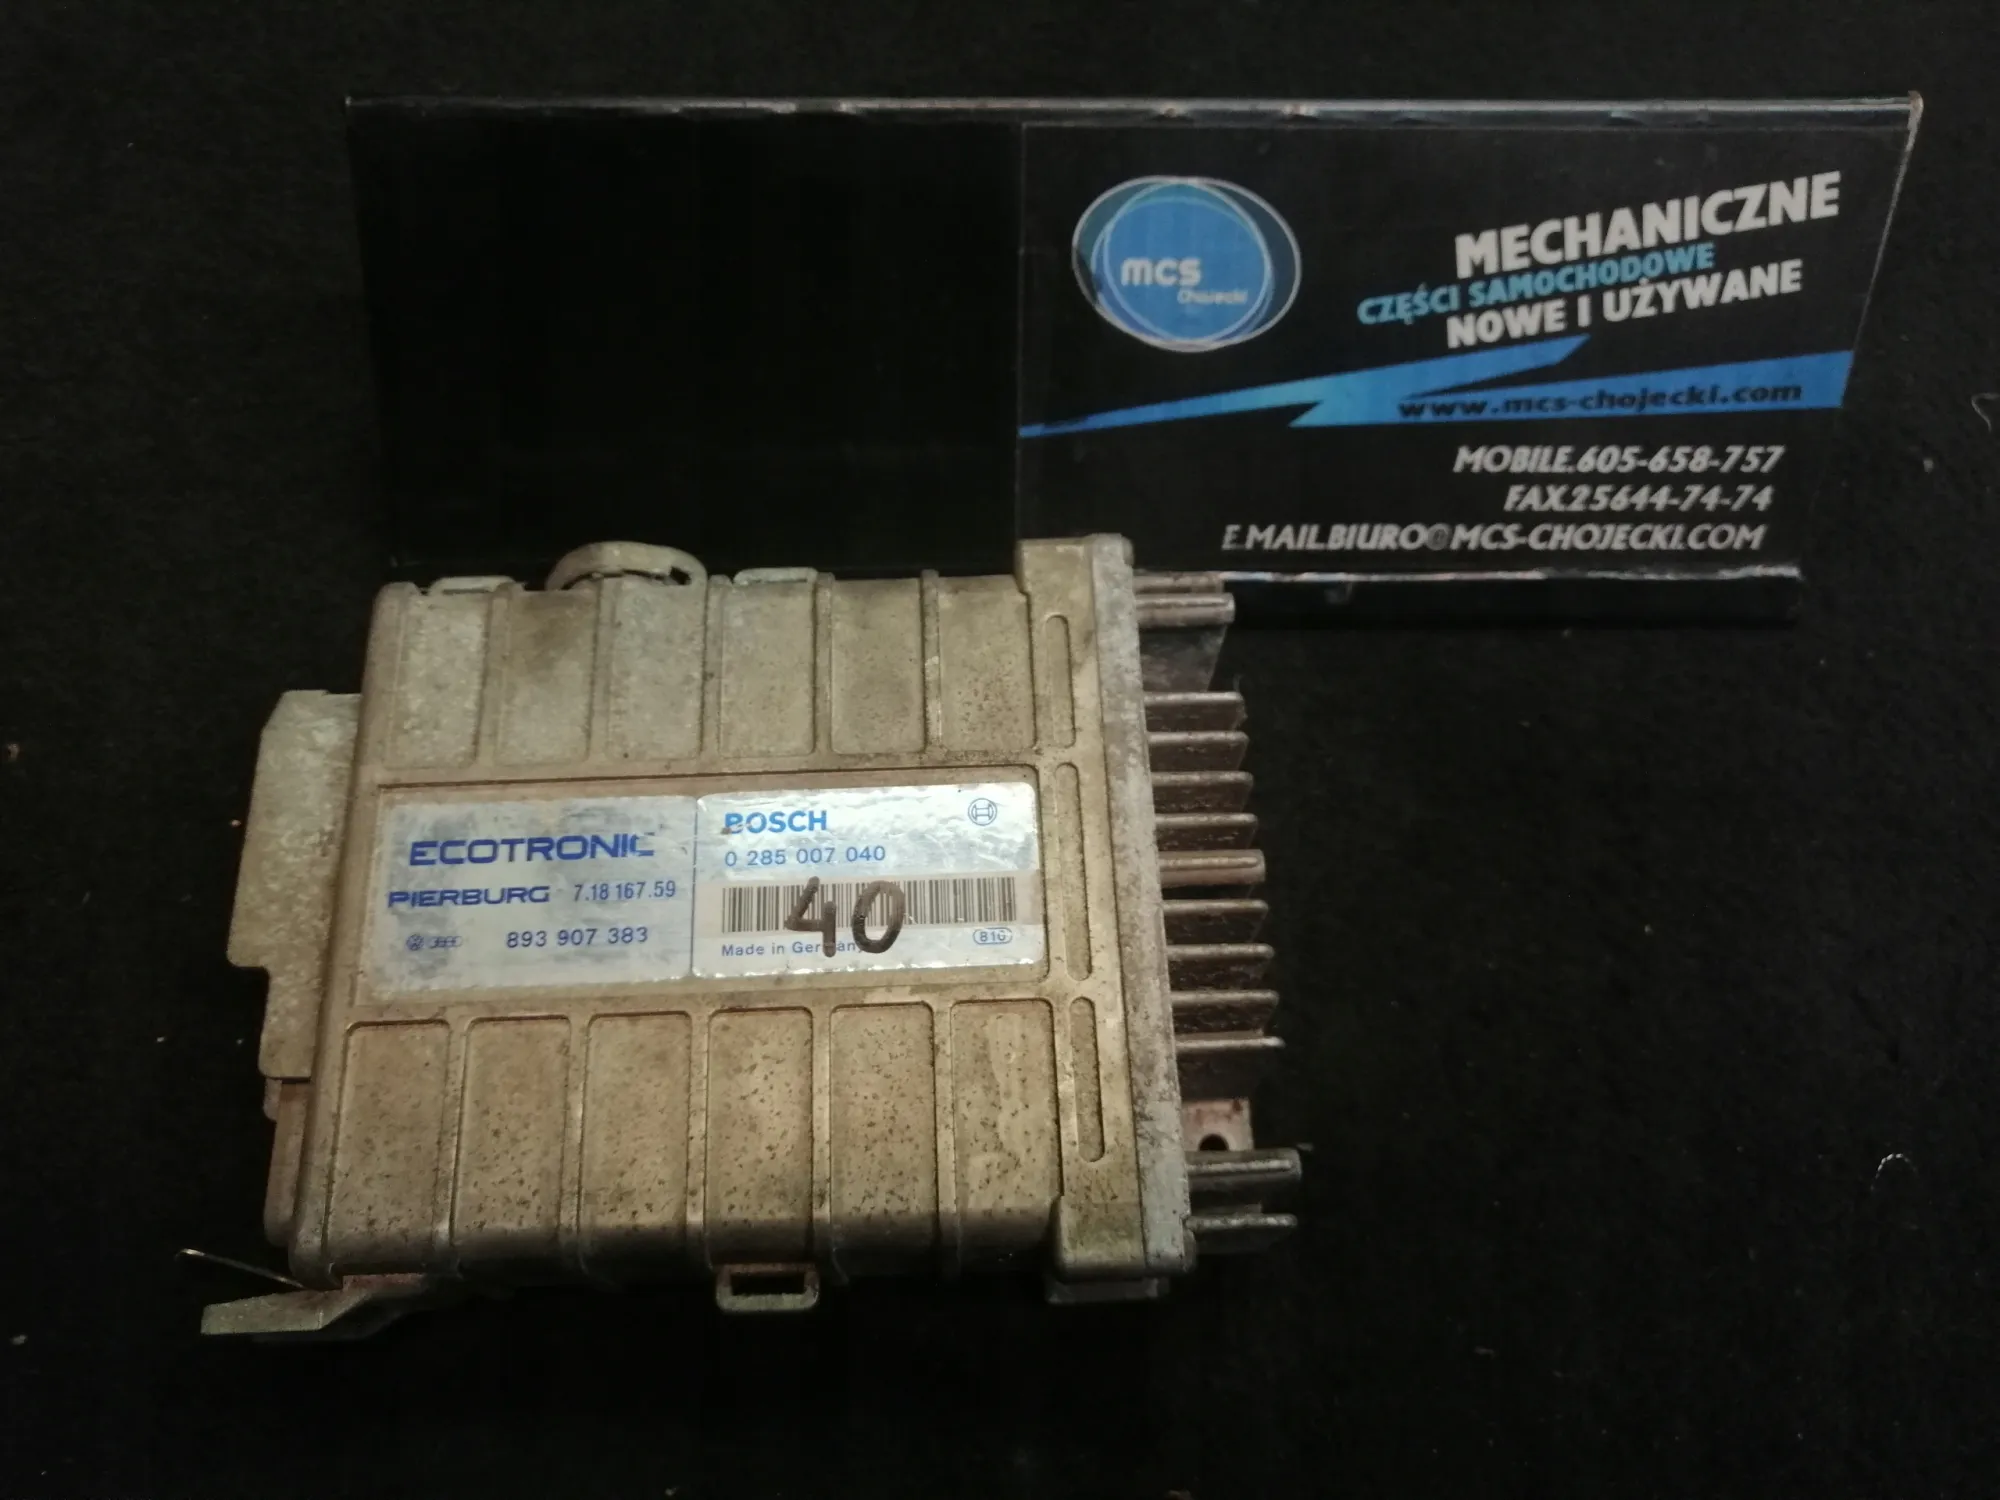 mcs
Chojecki
MECHANICZNE
CZĘŚCI SAMOCHODOWE
NOWE I UŻYWANE
www.mcs-chojecki.com
MOBILE.605-658-757
FAX.25644-74-74
E.MAIL.BIURO@MCS-CHOJECKI.COM
ECOTRONIC
PIERBURG 7.18 167.59
893 907 383
BOSCH
0 285 007 040
40
Made in Germany